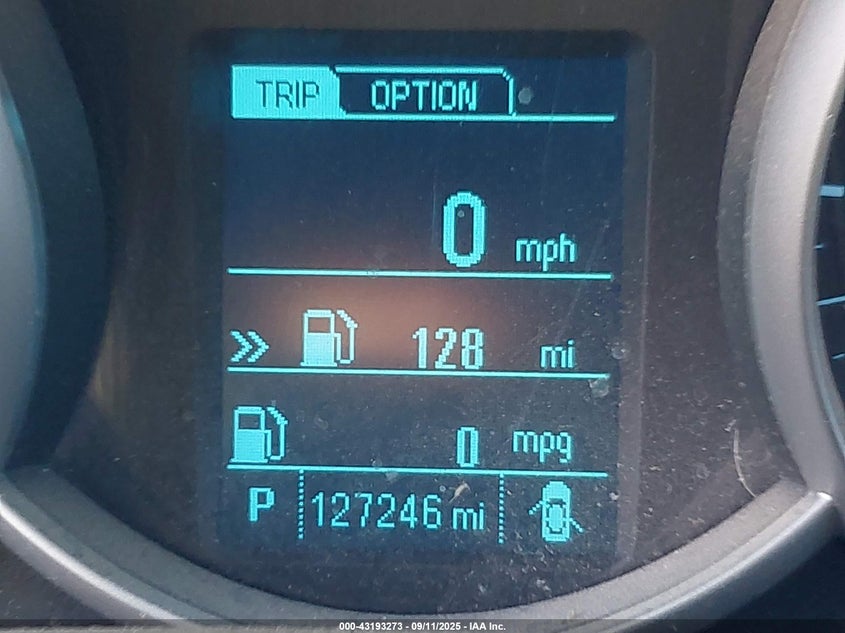 TRIP OPTION
0 mph
128 mi
0 mpg
P 127246 mi
000-43193273 - 09/11/2025 - IAA Inc.